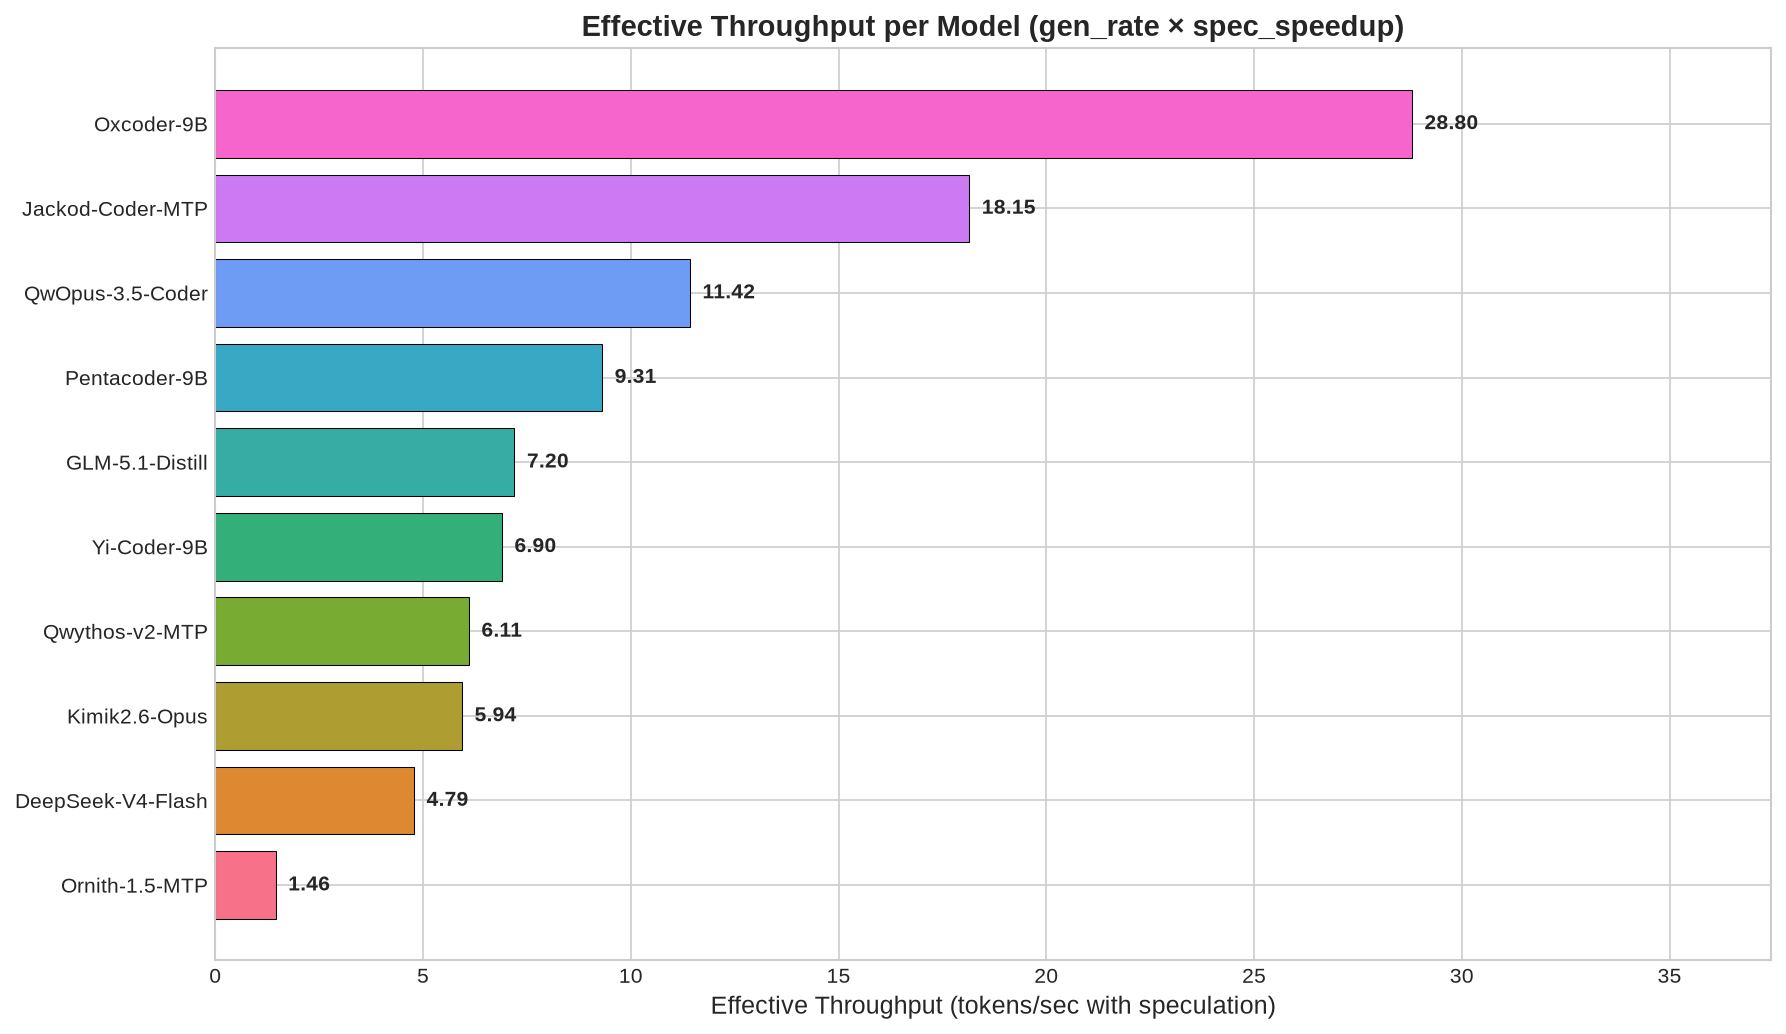 Effective Throughput per Model (gen_rate × spec_speedup)
Oxcoder-9B 28.80
Jackod-Coder-MTP 18.15
QwOpus-3.5-Coder 11.42
Pentacoder-9B 9.31
GLM-5.1-Distill 7.20
Yi-Coder-9B 6.90
Qwythos-v2-MTP 6.11
Kimik2.6-Opus 5.94
DeepSeek-V4-Flash 4.79
Ornith-1.5-MTP 1.46
0 5 10 15 20 25 30 35
Effective Throughput (tokens/sec with speculation)